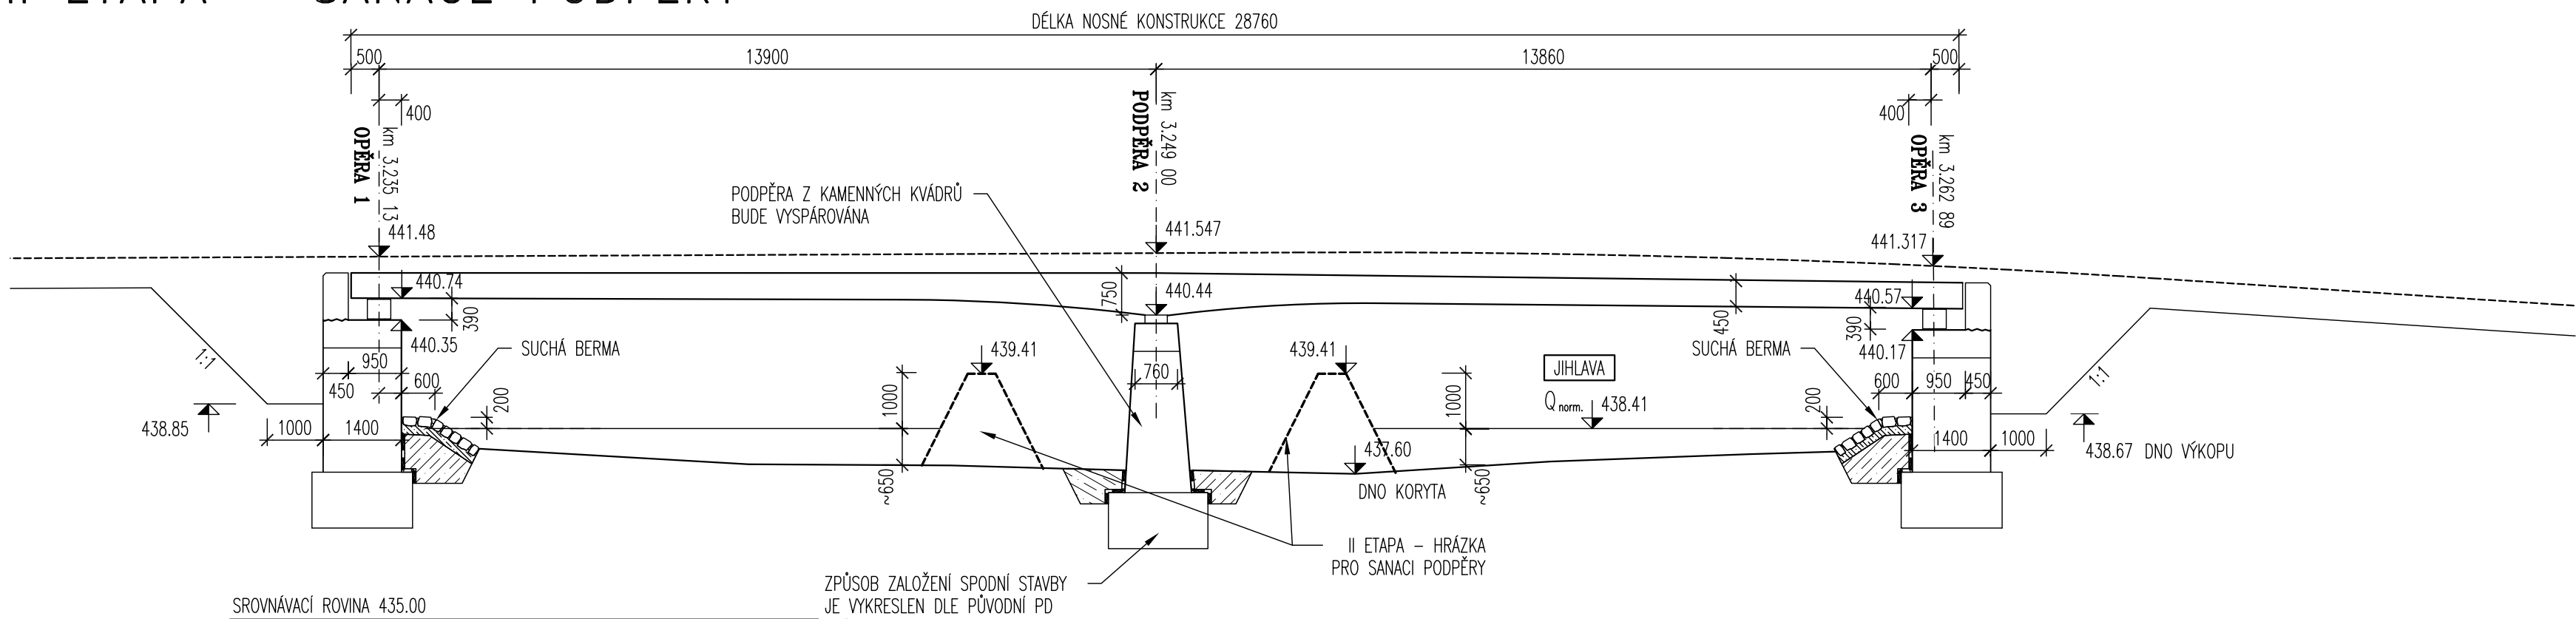 II ETAPA - SANACE PODPĚRY
DÉLKA NOSNÉ KONSTRUKCE 28760
500
13900
13860
500
400
400
OPĚRA 1
km 3.235 13
PODPĚRA 2
km 3.249 00
OPĚRA 3
km 3.262 89
PODPĚRA Z KAMENNÝCH KVÁDRŮ
BUDE VYSPÁROVÁNA
441.48
441.547
441.317
440.74
750
440.44
450
440.57
390
390
440.35
440.17
1:1
950
450
600
SUCHÁ BERMA
200
439.41
1000
760
439.41
1000
JIHLAVA
Qnorm. 438.41
SUCHÁ BERMA
600
950
450
200
1:1
438.85
1000
1400
~650
437.60
DNO KORYTA
~650
1400
1000
438.67 DNO VÝKOPU
II ETAPA – HRÁZKA
PRO SANACI PODPĚRY
ZPŮSOB ZALOŽENÍ SPODNÍ STAVBY
JE VYKRESLEN DLE PŮVODNÍ PD
SROVNÁVACÍ ROVINA 435.00